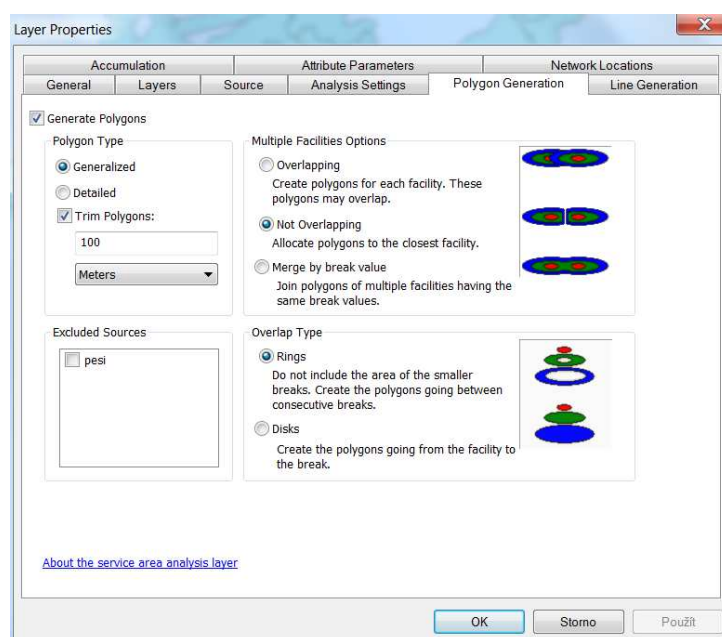 Layer Properties
X
Accumulation
Attribute Parameters
Network Locations
General
Layers
Source
Analysis Settings
Polygon Generation
Line Generation
Generate Polygons
Polygon Type
Generalized
Detailed
Trim Polygons:
100
Meters
Multiple Facilities Options
Overlapping
Create polygons for each facility. These
polygons may overlap.
Not Overlapping
Allocate polygons to the closest facility.
Merge by break value
Join polygons of multiple facilities having the
same break values.
Excluded Sources
pesi
Overlap Type
Rings
Do not include the area of the smaller
breaks. Create the polygons going between
consecutive breaks.
Disks
Create the polygons going from the facility to
the break.
About the service area analysis layer
OK
Storno
Použít